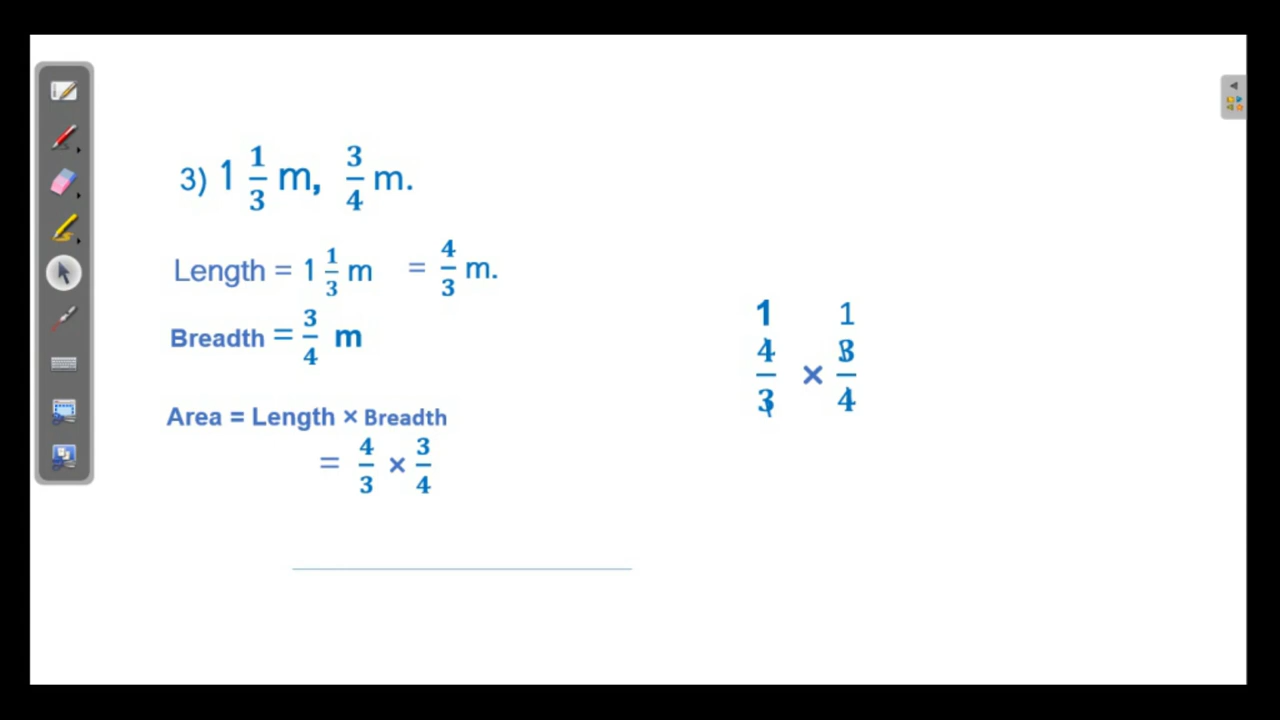 3) 1 1/3 m, 3/4 m.
Length = 1 1/3 m = 4/3 m.
Breadth = 3/4 m
Area = Length × Breadth
= 4/3 × 3/4
1 1
4/3 × 3/4